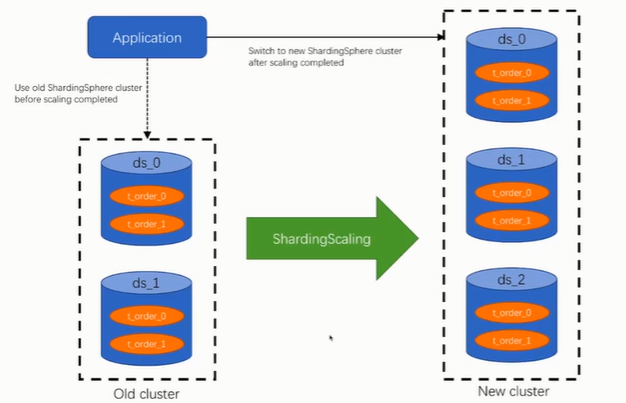 Application
Switch to new ShardingSphere cluster
after scaling completed
Use old ShardingSphere cluster
before scaling completed
ds_0
t_order_0
t_order_1
ds_1
t_order_0
t_order_1
Old cluster
ShardingScaling
ds_0
t_order_0
t_order_1
ds_1
t_order_0
t_order_1
ds_2
t_order_0
t_order_1
New cluster